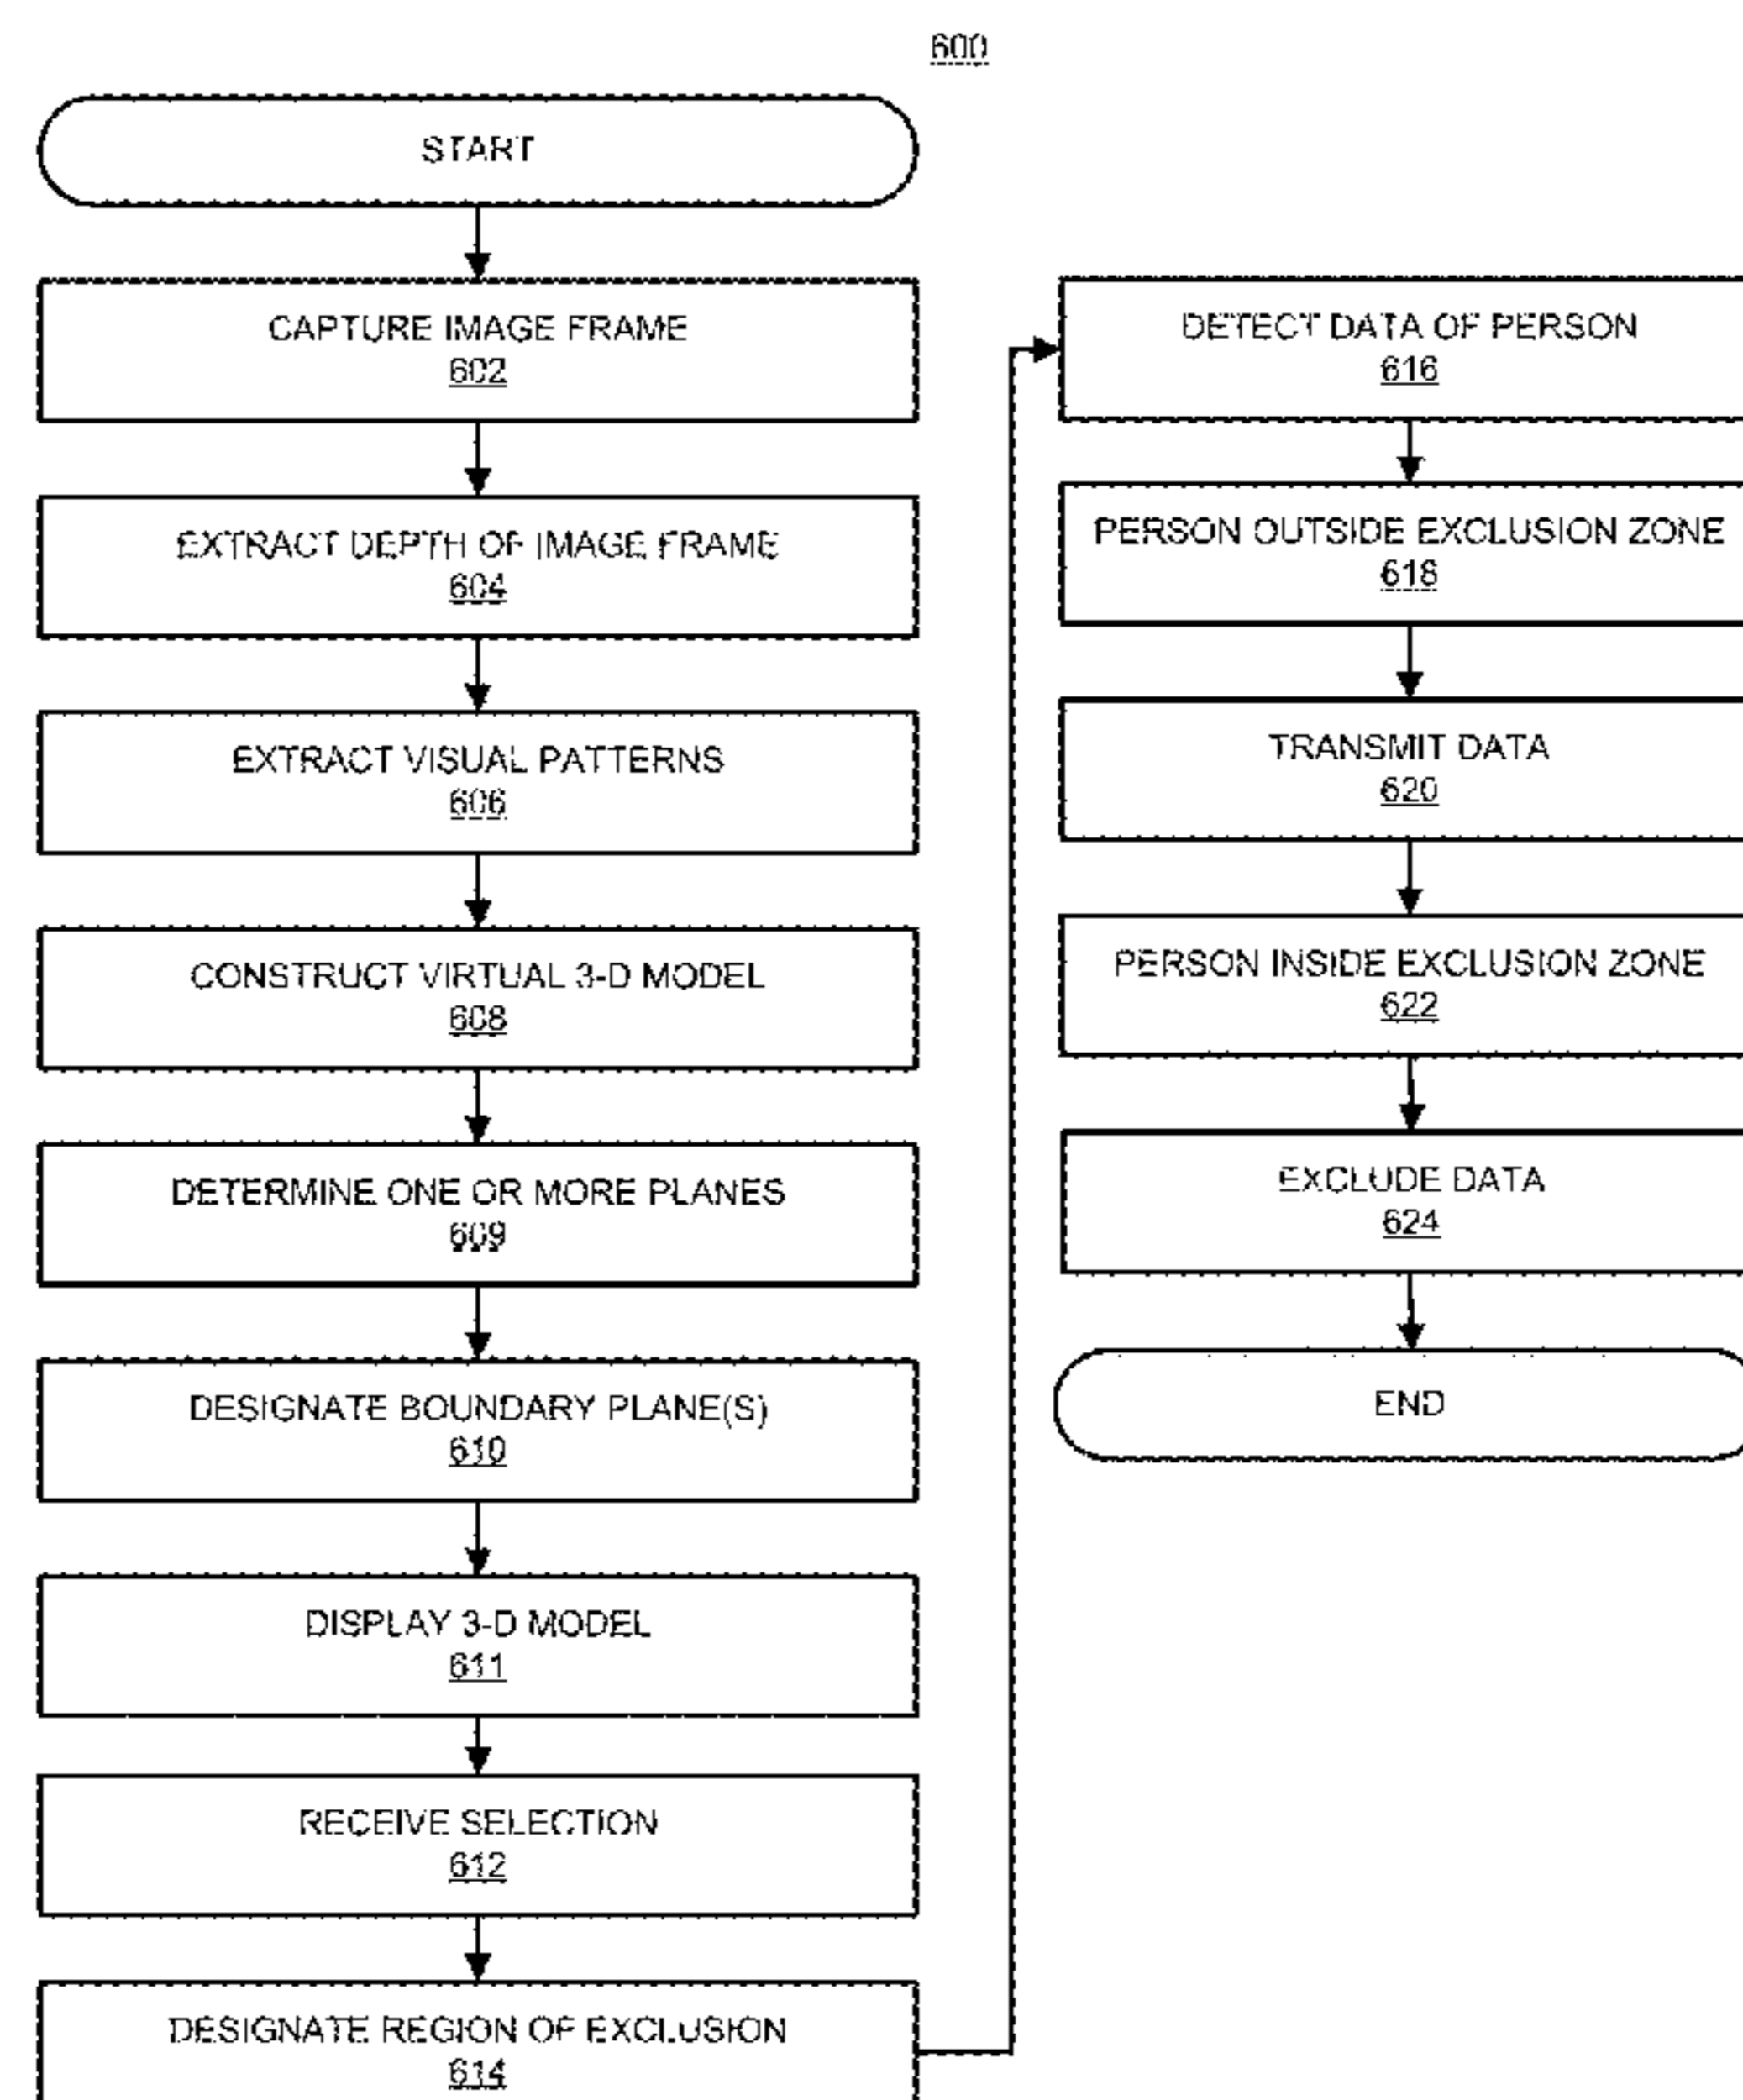 600
START
CAPTURE IMAGE FRAME
602
EXTRACT DEPTH OF IMAGE FRAME
604
EXTRACT VISUAL PATTERNS
606
CONSTRUCT VIRTUAL 3-D MODEL
608
DETERMINE ONE OR MORE PLANES
609
DESIGNATE BOUNDARY PLANE(S)
610
DISPLAY 3-D MODEL
611
RECEIVE SELECTION
612
DESIGNATE REGION OF EXCLUSION
614
DETECT DATA OF PERSON
616
PERSON OUTSIDE EXCLUSION ZONE
618
TRANSMIT DATA
620
PERSON INSIDE EXCLUSION ZONE
622
EXCLUDE DATA
624
END